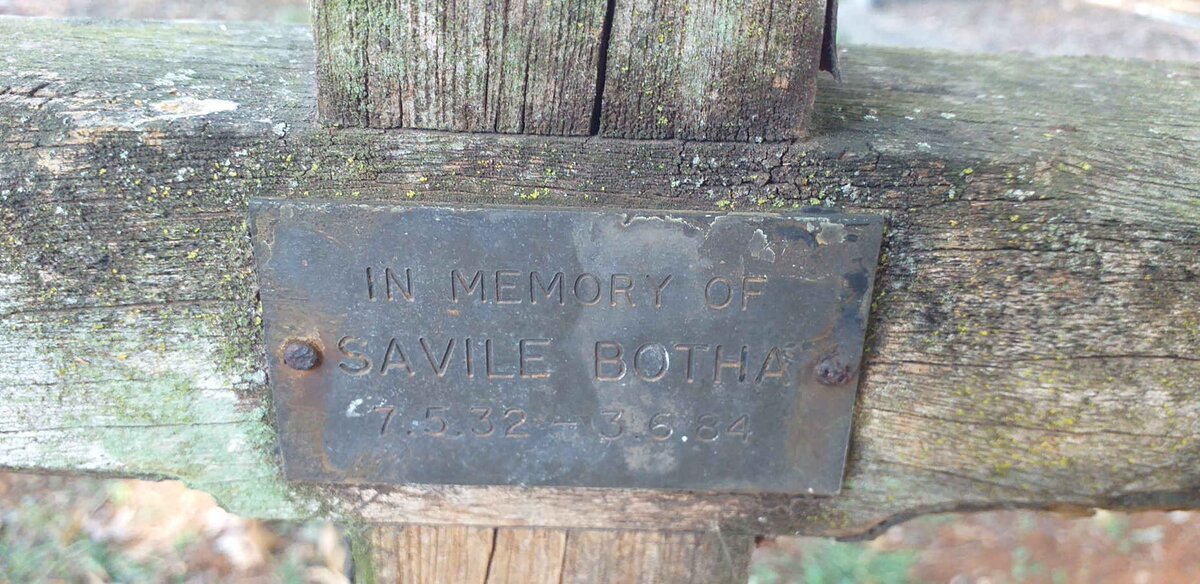 IN MEMORY OF
SAVILE BOTHA
7.5.32 – 3.6.84